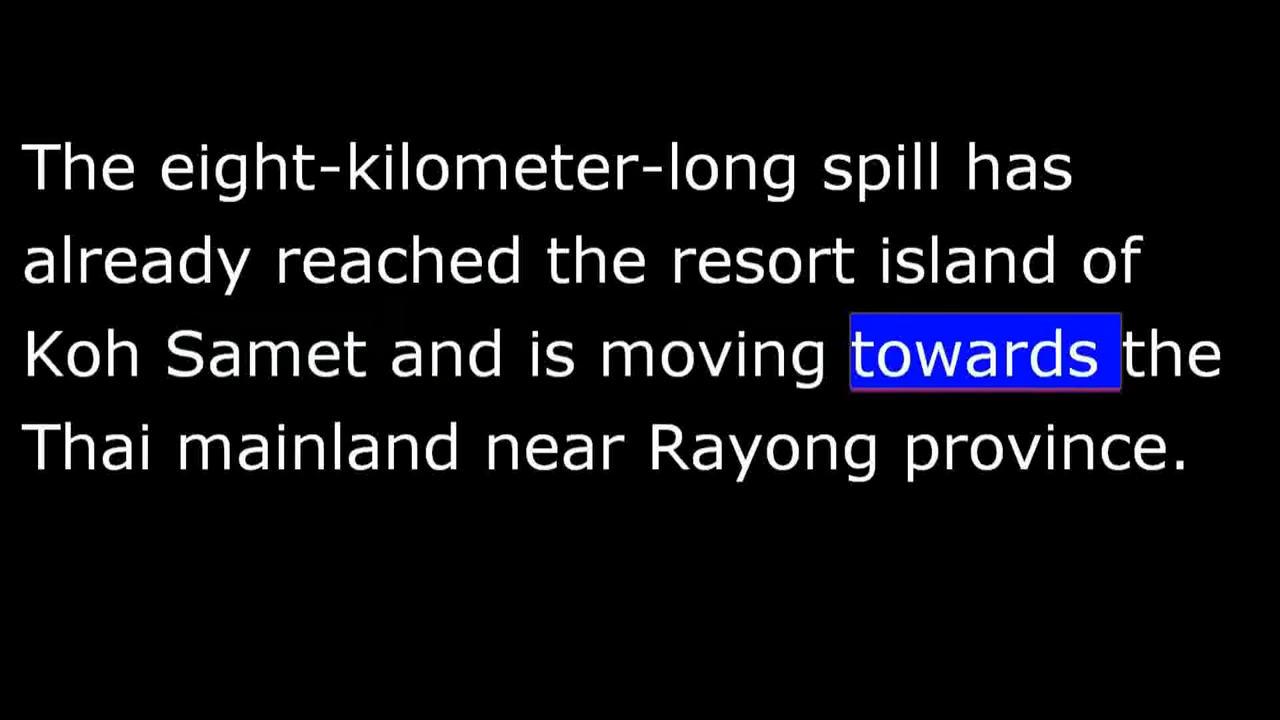 The eight-kilometer-long spill has
already reached the resort island of
Koh Samet and is moving towards the
Thai mainland near Rayong province.